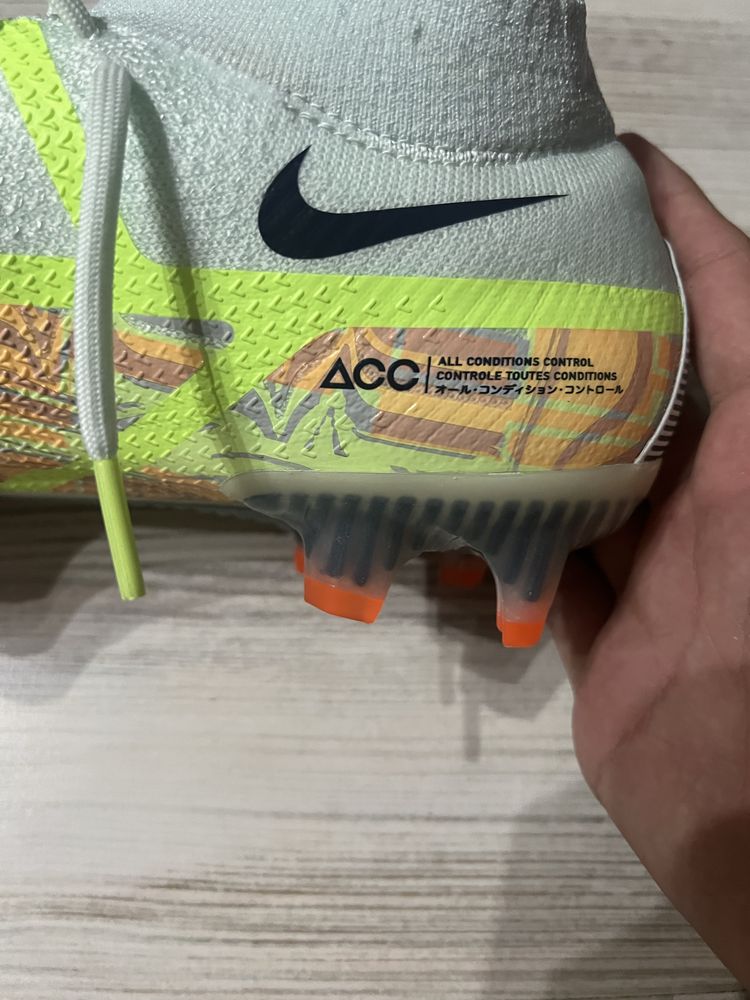 ACC
ALL CONDITIONS CONTROL
CONTROLE TOUTES CONDITIONS
オール・コンディション・コントロール